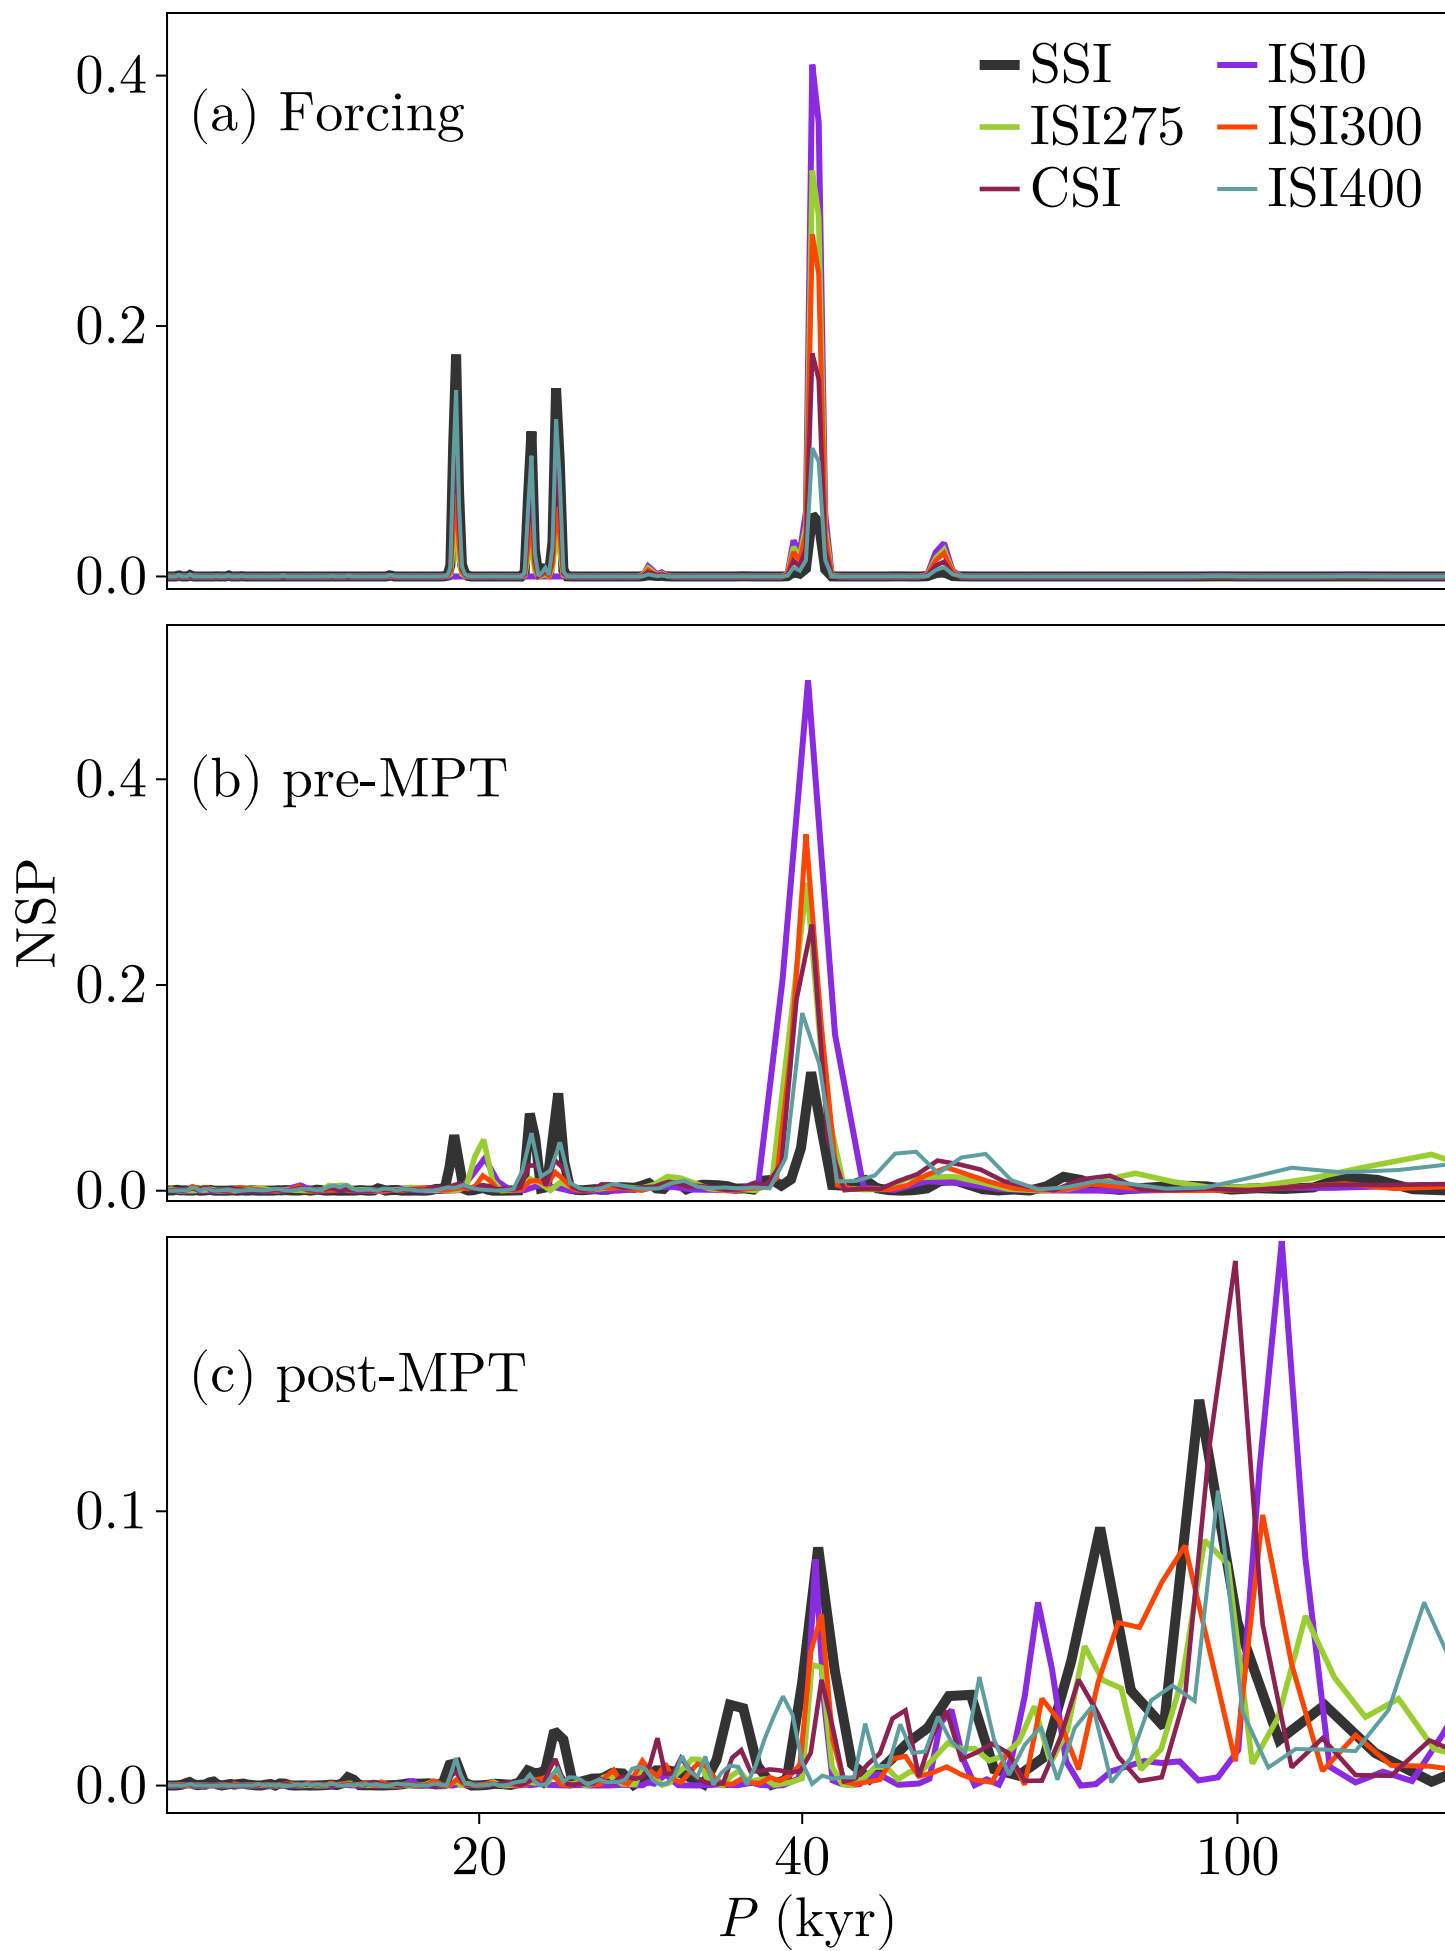 (a) Forcing
SSI
ISI0
ISI275
ISI300
CSI
ISI400
0.4
0.2
0.0
(b) pre-MPT
0.4
0.2
0.0
NSP
(c) post-MPT
0.1
0.0
20 40 100
P (kyr)